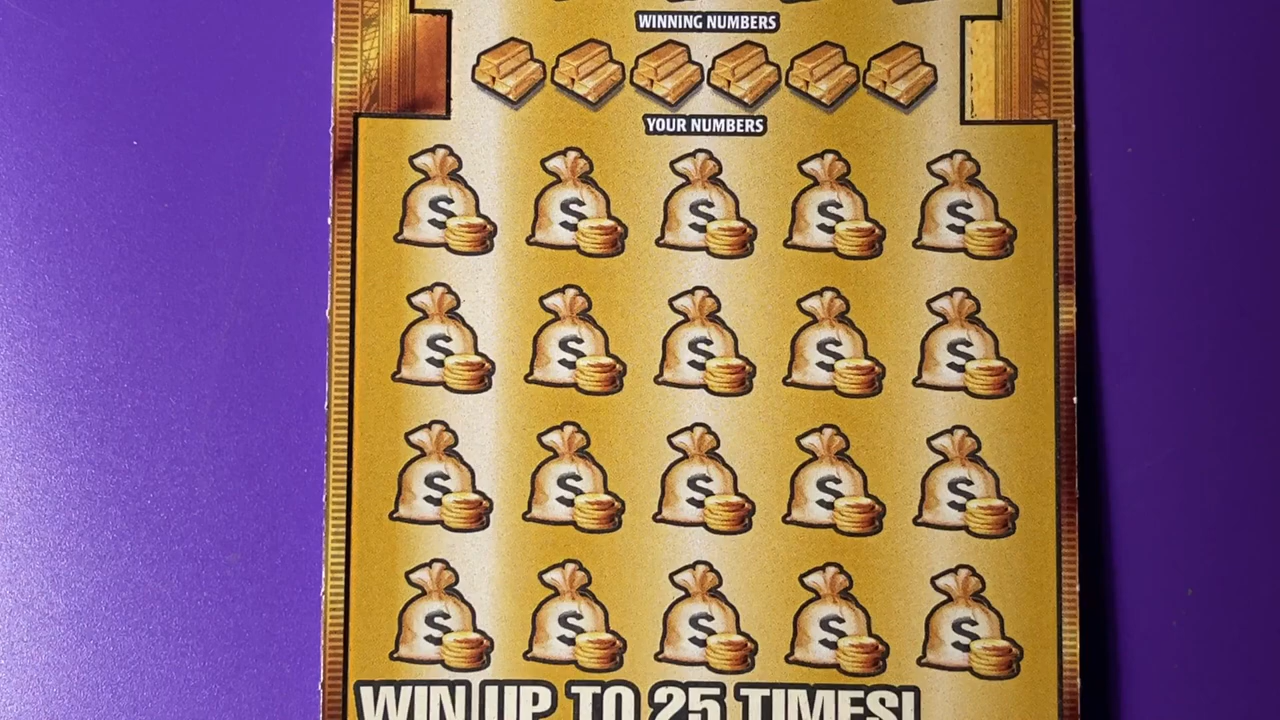 WINNING NUMBERS
YOUR NUMBERS
$ $ $ $ $
$ $ $ $ $
$ $ $ $ $
$ $ $ $ $
WIN UP TO 25 TIMES!